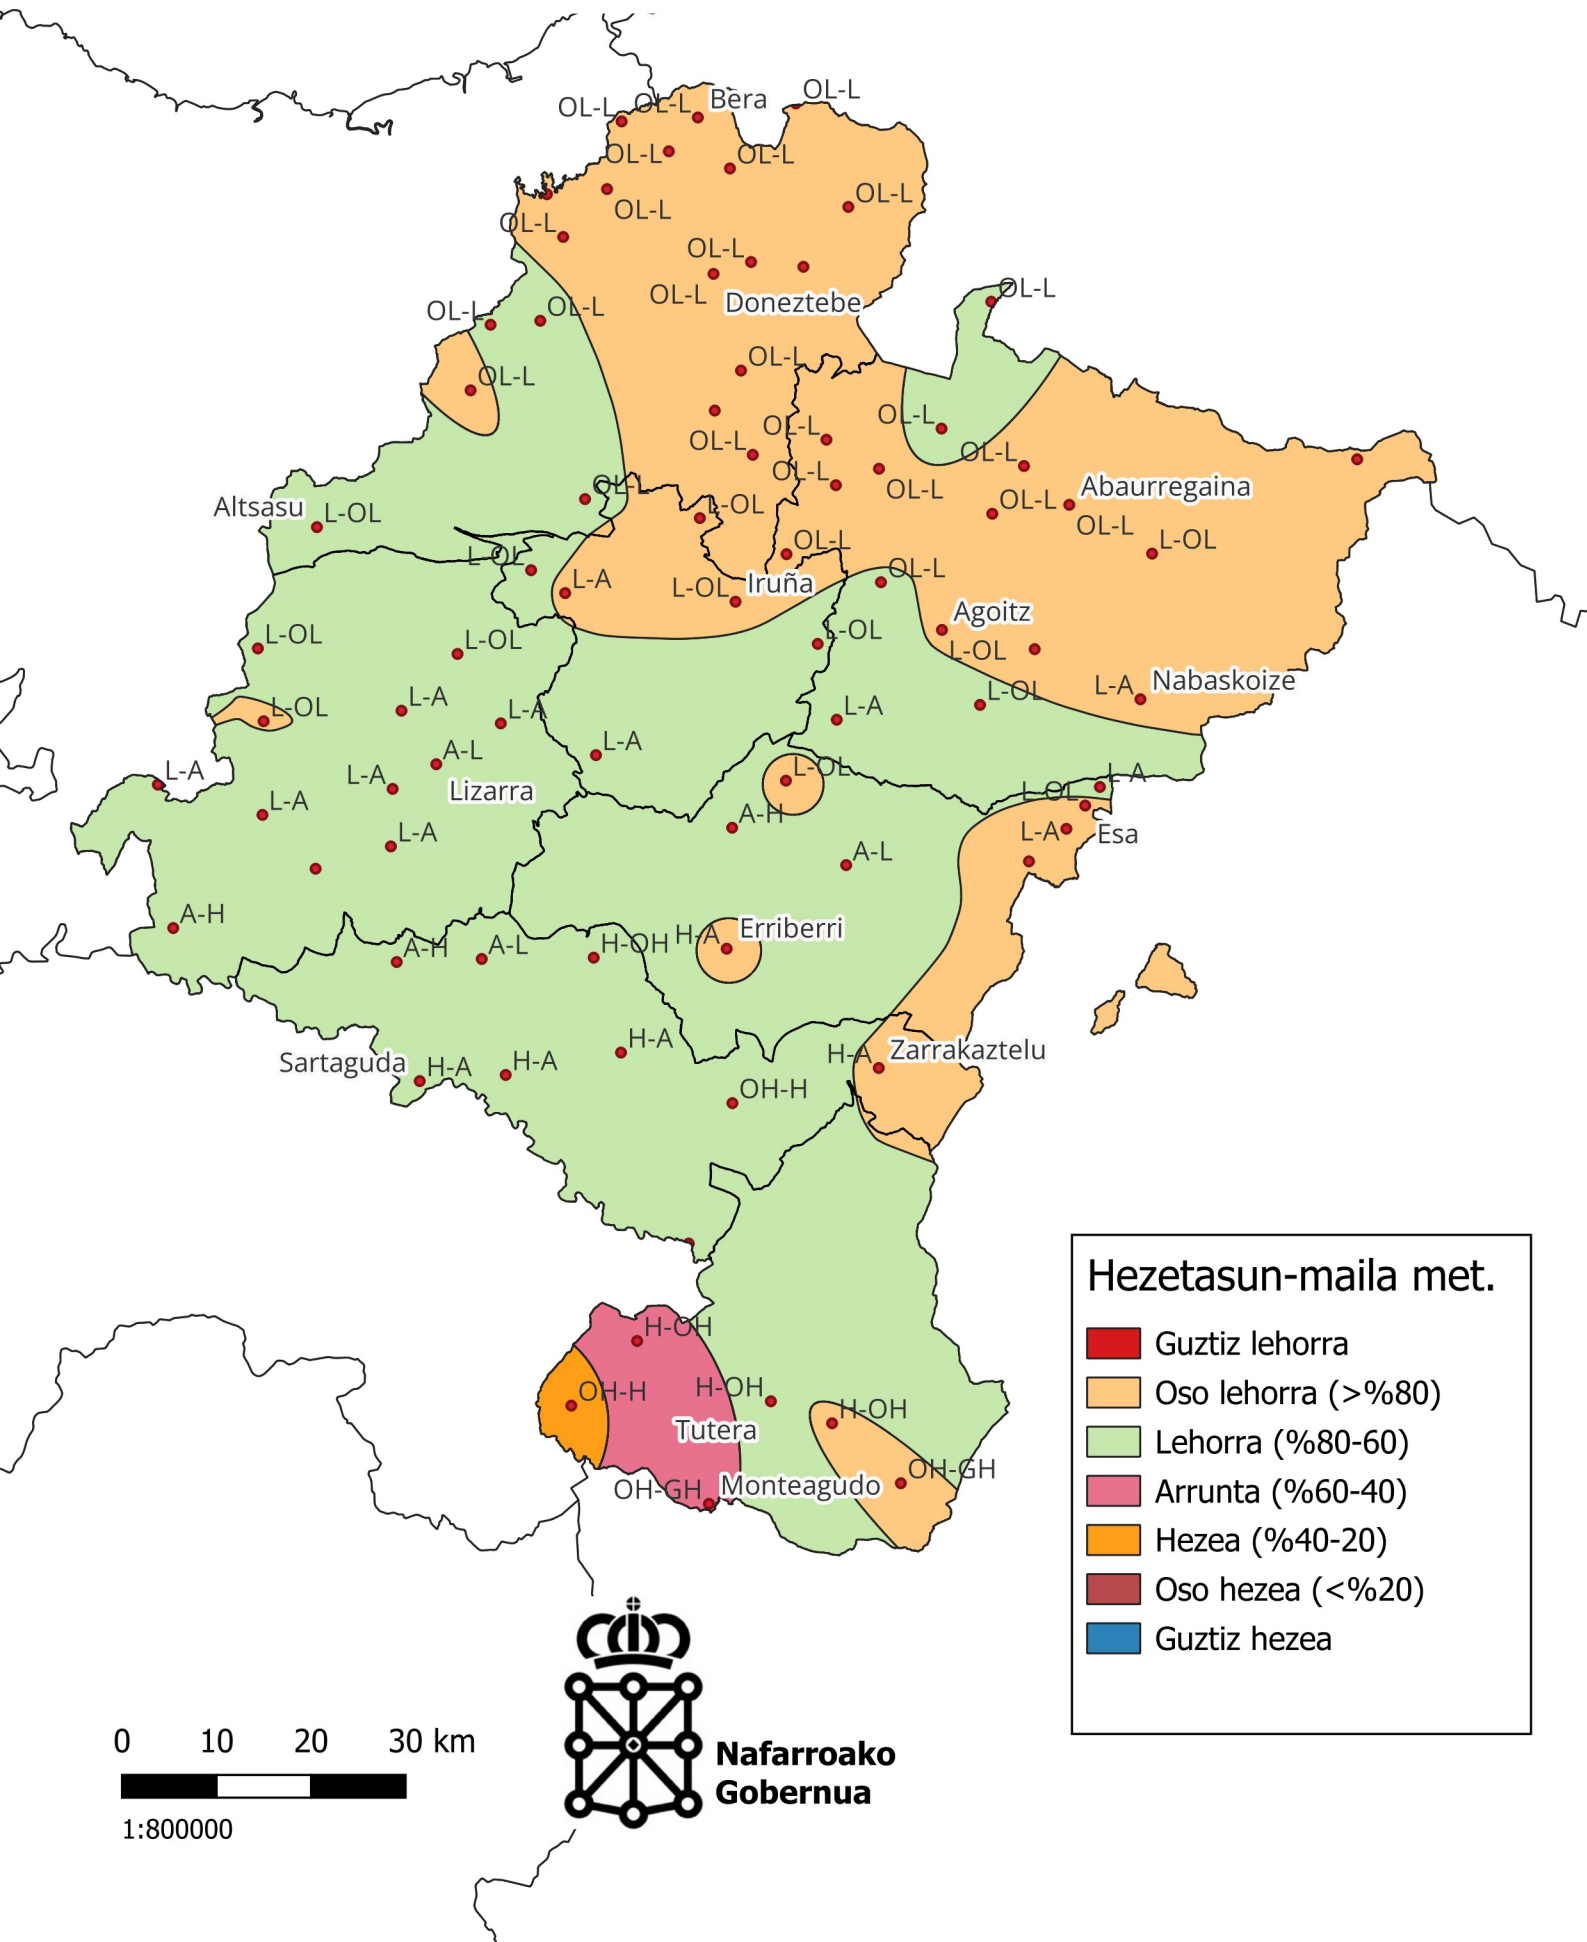 OL-L
OL-L OL-L Bera
OL-L OL-L
OL-L
OL-L
OL-L
OL-L
OL-L Doneztebe
OL-L
OL-L OL-L
OL-L
OL-L
OL-L
OL-L OL-L
OL-L
OL-L OL-L
OL-L Abaurregaina
OL-L
Altsasu L-OL L-OL OL-L
OL-L L-OL
L-OL
L-A L-OL Iruña OL-L
Agoitz
L-OL L-OL L-OL L-OL
L-A Nabaskoize
L-OL L-A L-A L-A L-OL
A-L L-A
L-A L-A L-OL L-OL L-A
Lizarra
L-A L-A A-H L-A Esa
A-L
A-H
A-H A-L H-OH H-A Erriberri
H-A H-A Zarrakaztelu
Sartaguda H-A H-A
OH-H
H-OH
OH-H H-OH H-OH
Tutera
OH-GH Monteagudo OH-GH
Hezetasun-maila met.
Guztiz lehorra
Oso lehorra (>%80)
Lehorra (%80-60)
Arrunta (%60-40)
Hezea (%40-20)
Oso hezea (<%20)
Guztiz hezea
0 10 20 30 km
1:800000
Nafarroako
Gobernua